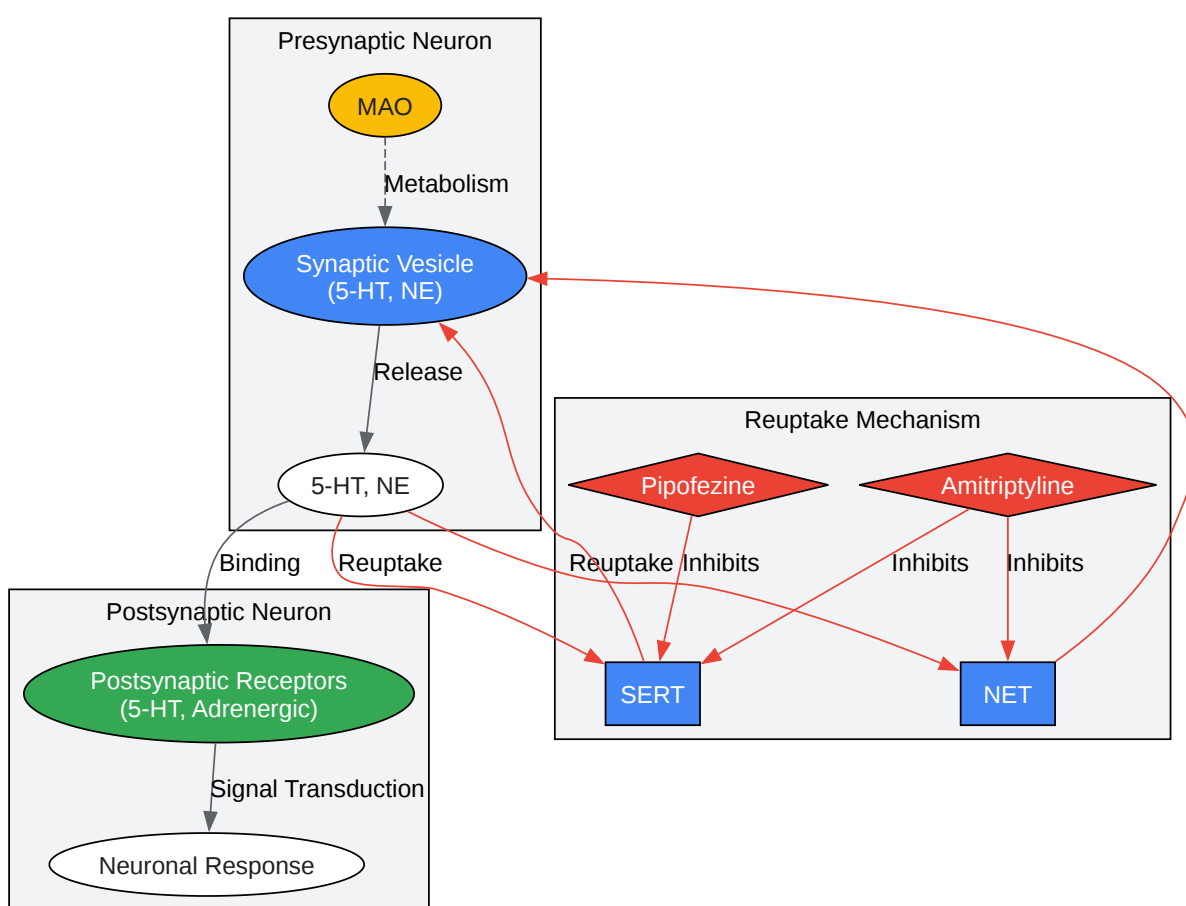 Presynaptic Neuron
MAO
Metabolism
Synaptic Vesicle
(5-HT, NE)
Release
5-HT, NE
Reuptake Mechanism
Pipofezine
Amitriptyline
Binding
Reuptake
Reuptake
Inhibits
Inhibits
Inhibits
Postsynaptic Neuron
Postsynaptic Receptors
(5-HT, Adrenergic)
SERT
NET
Signal Transduction
Neuronal Response